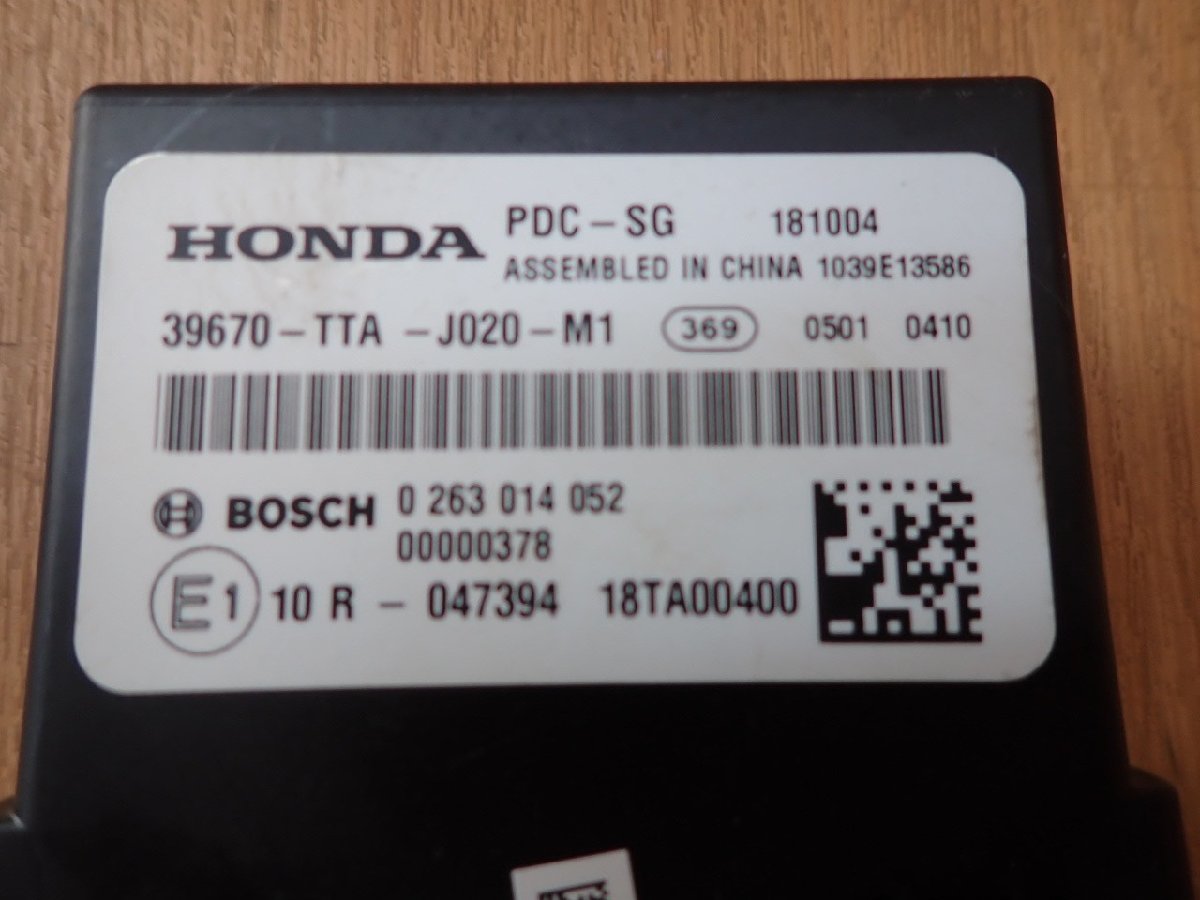 HONDA PDC-SG 181004
ASSEMBLED IN CHINA 1039E13586
39670-TTA -J020-M1 369 0501 0410
BOSCH 0 263 014 052
00000378
E1 10 R - 047394 18TA00400